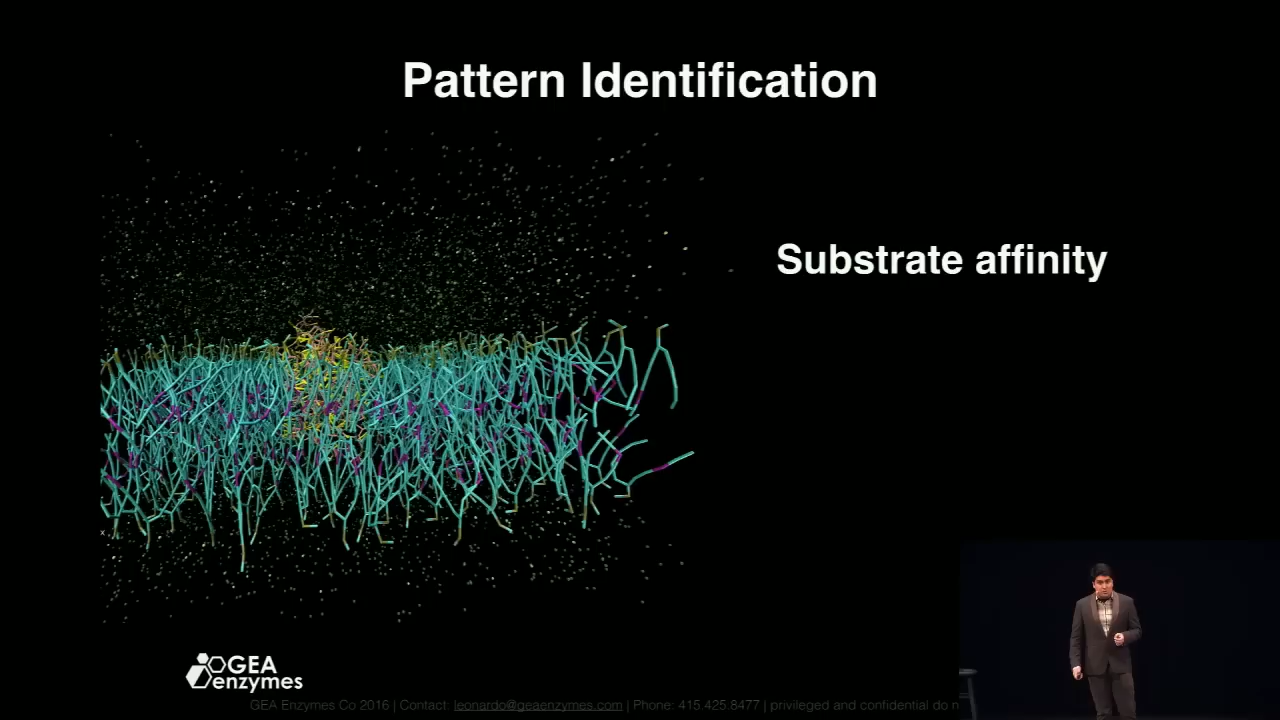 Pattern Identification
Substrate affinity
GEA
enzymes
GEA Enzymes Co 2016 | Contact: leonardo@geaenzymes.com | Phone: 415.425.8477 | privileged and confidential do n